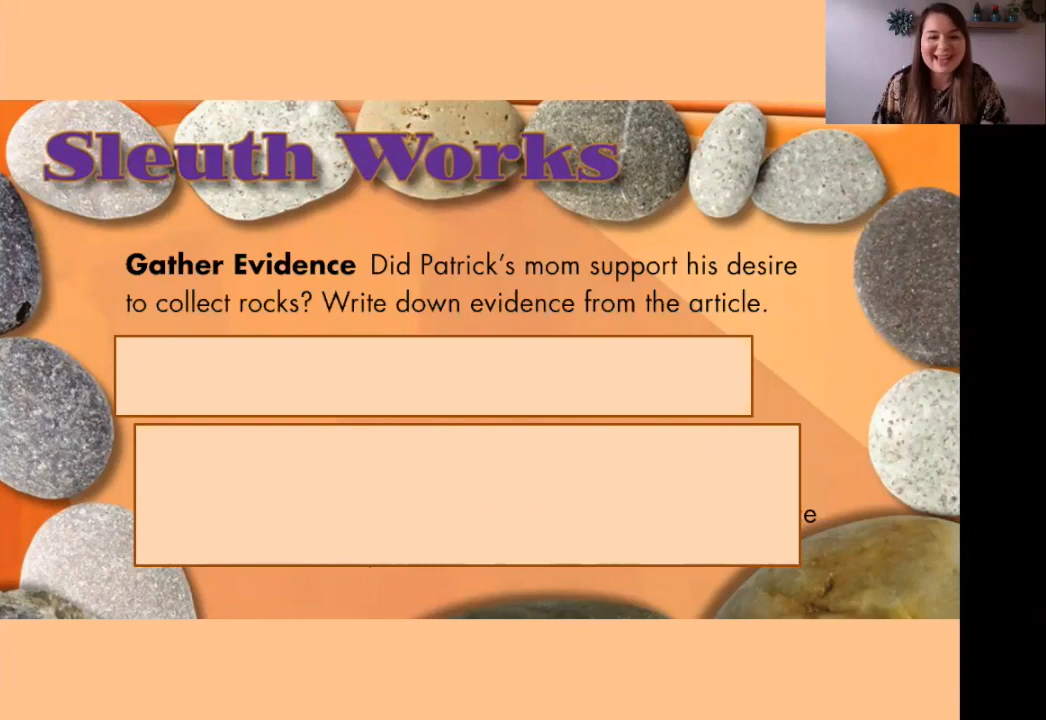 Sleuth Works
Gather Evidence Did Patrick's mom support his desire
to collect rocks? Write down evidence from the article.
e